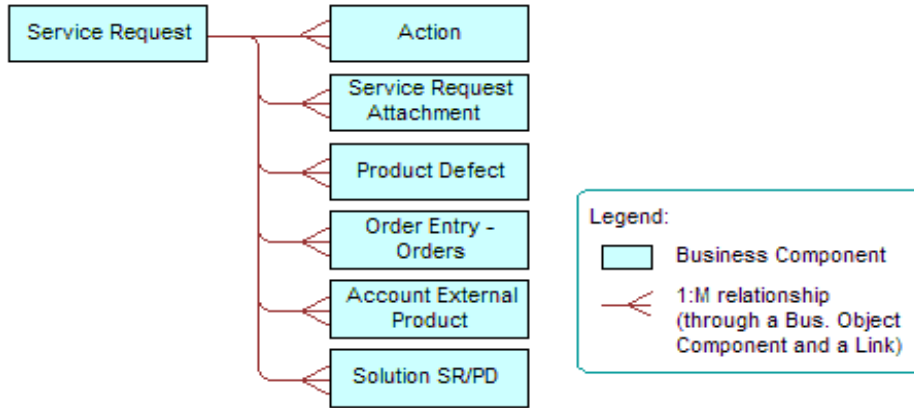 Service Request
Action
Service Request
Attachment
Product Defect
Order Entry -
Orders
Account External
Product
Solution SR/PD
Legend:
Business Component
1:M relationship
(through a Bus. Object
Component and a Link)